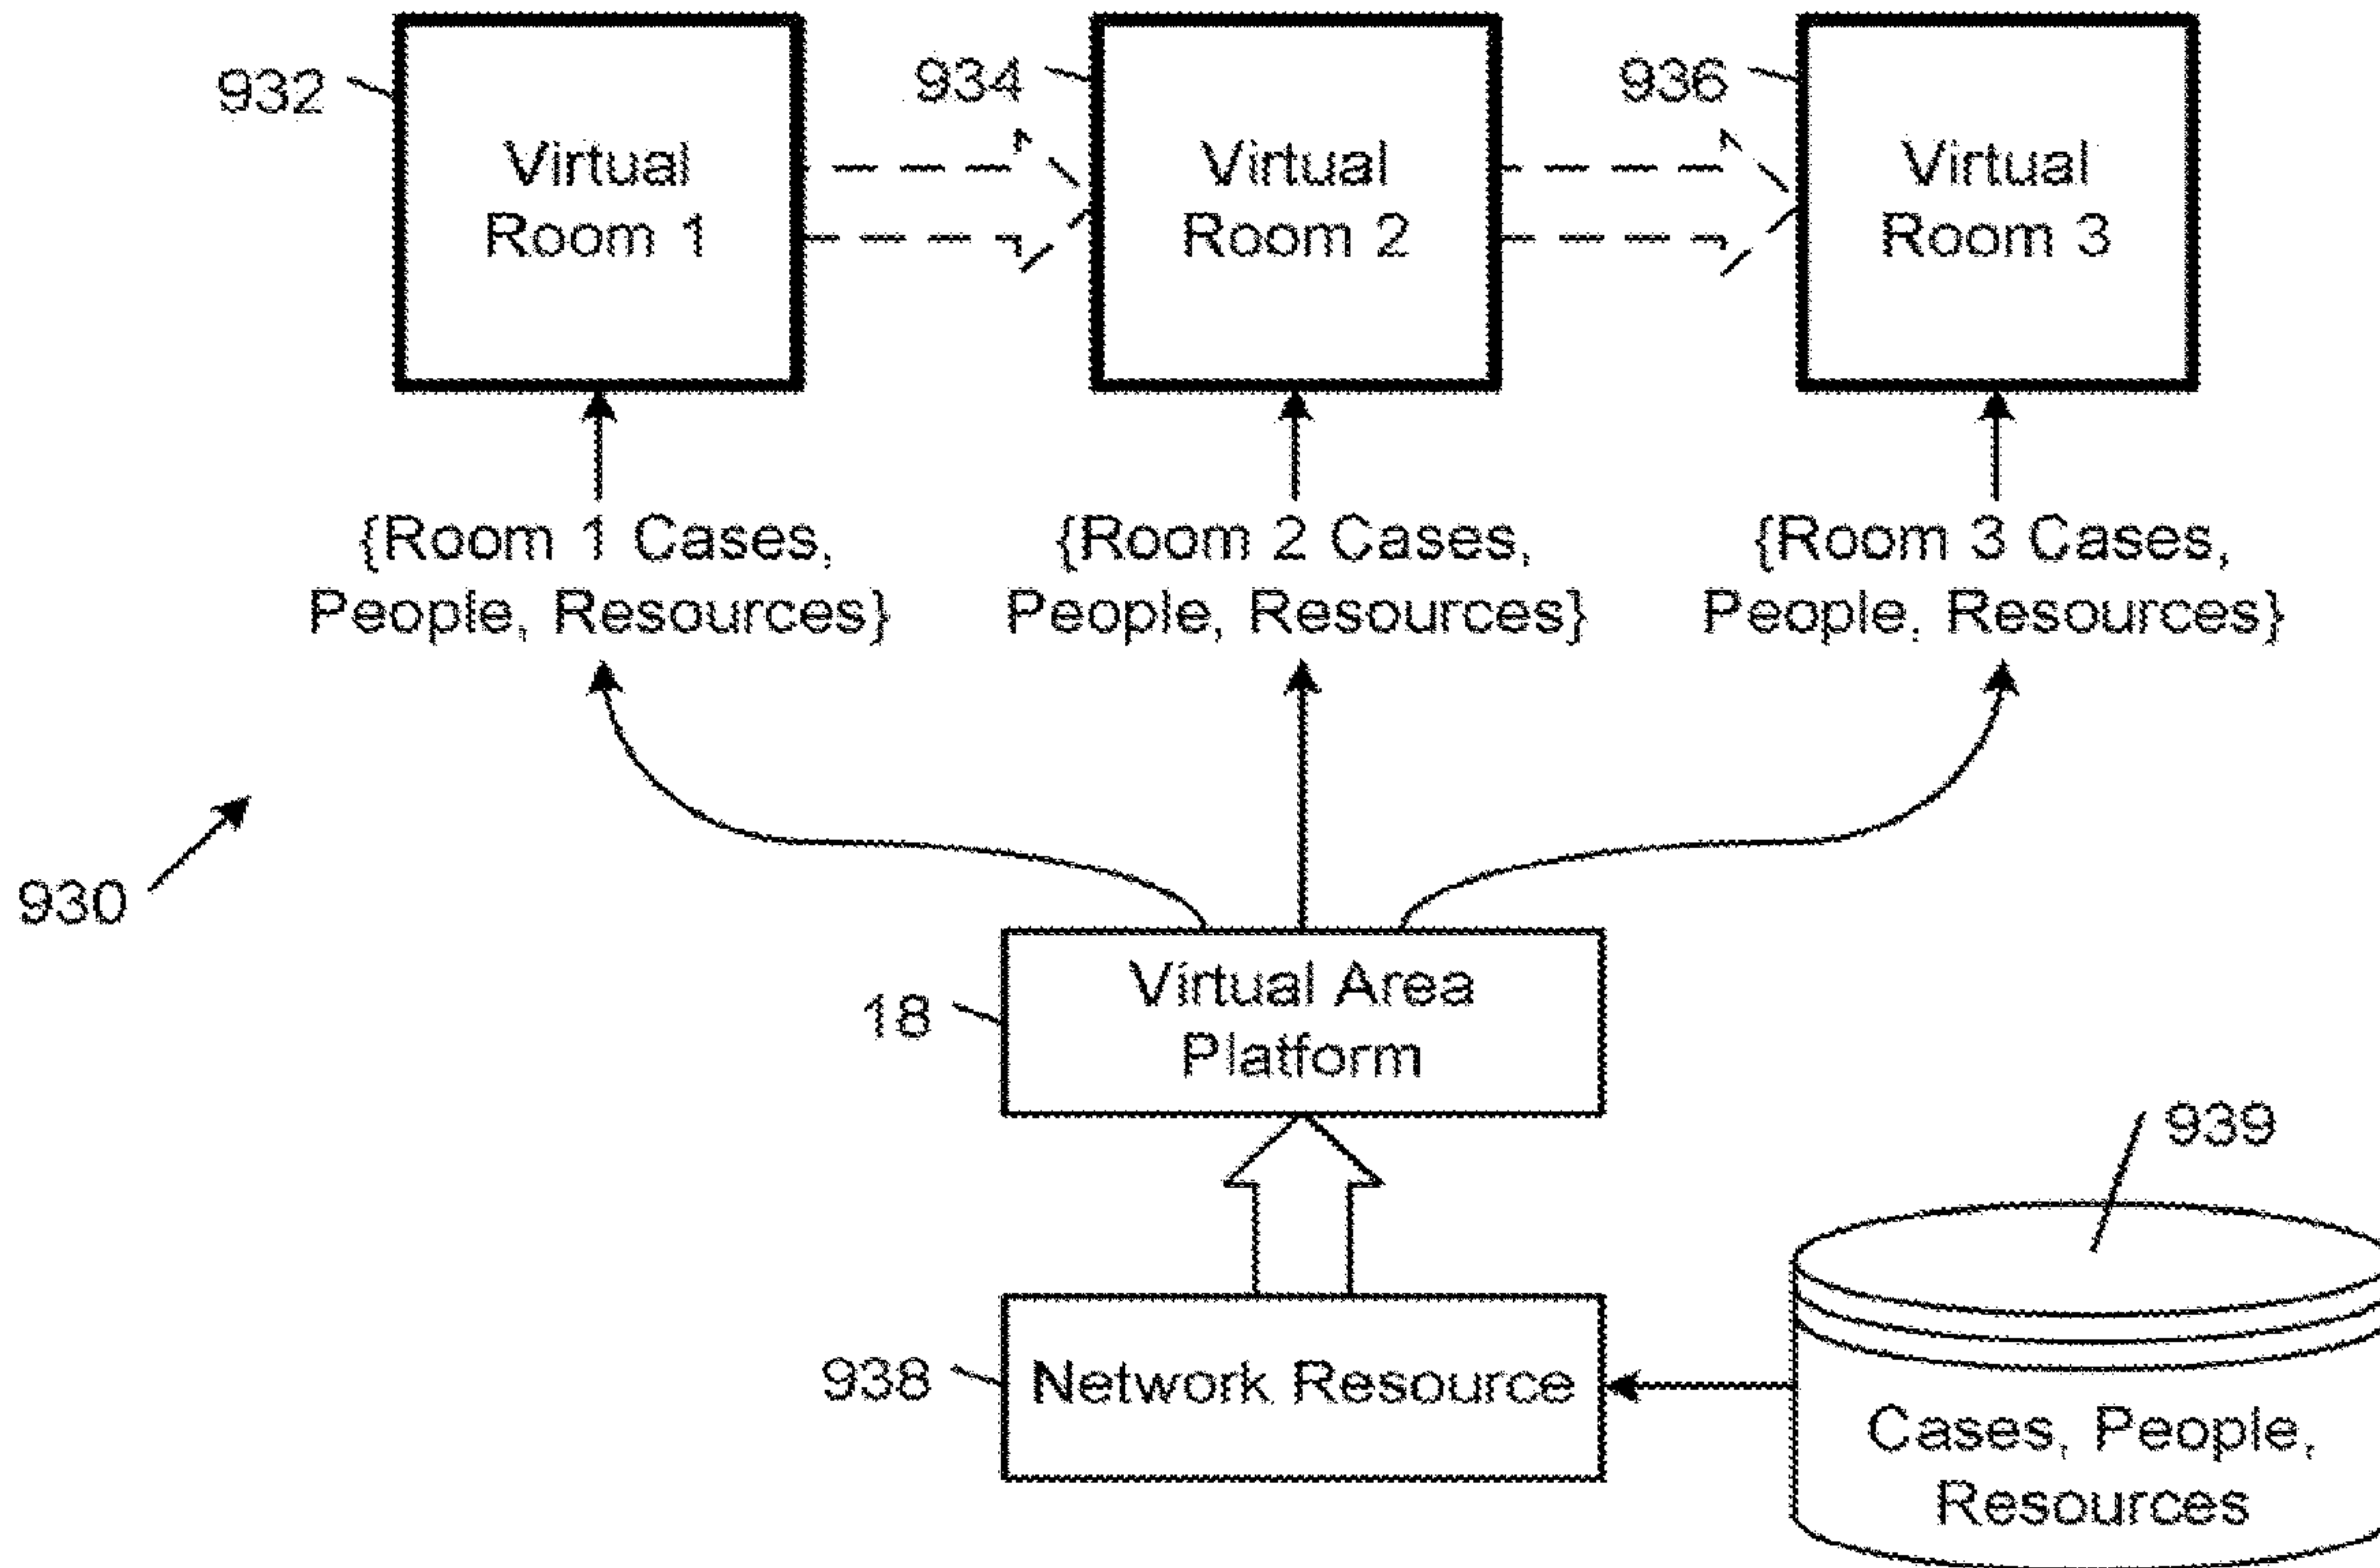 932
934
936
Virtual
Room 1
Virtual
Room 2
Virtual
Room 3
{Room 1 Cases,
People, Resources}
{Room 2 Cases,
People, Resources}
{Room 3 Cases,
People, Resources}
930
18
Virtual Area
Platform
939
938
Network Resource
Cases, People,
Resources